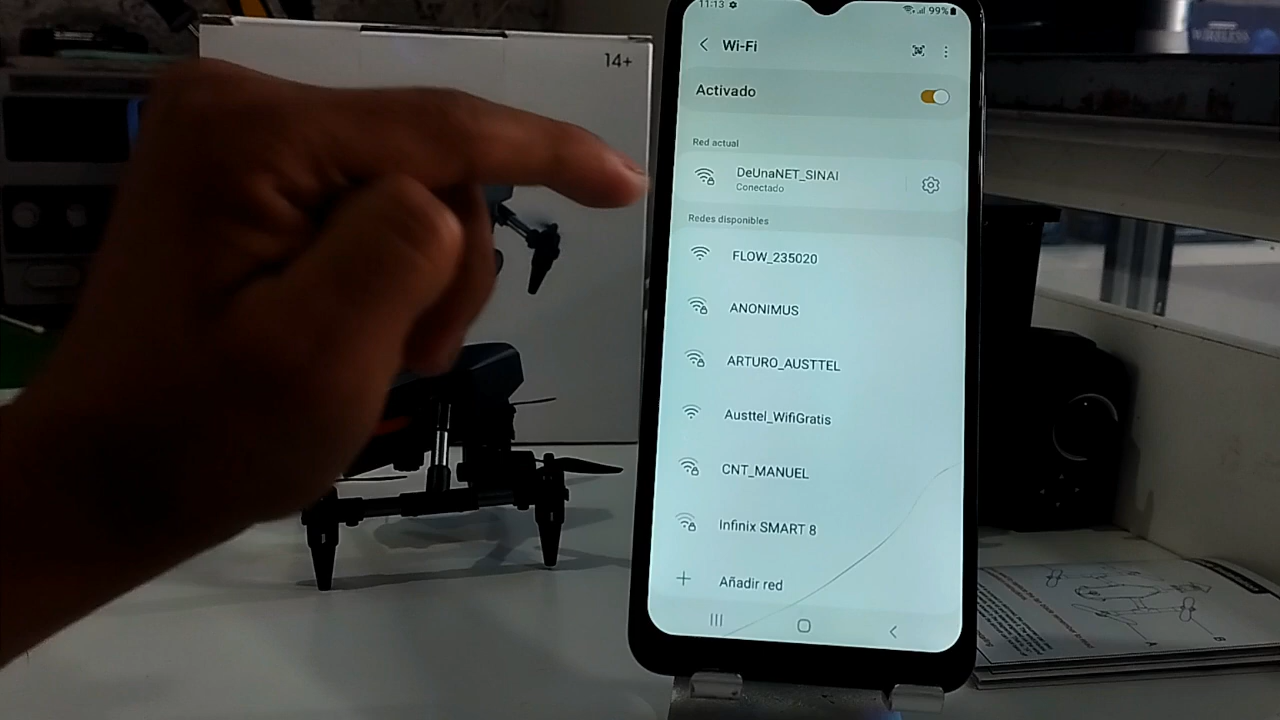 14+
11:13
99%
Wi-Fi
Activado
Red actual
DeUnaNET_SINAI
Conectado
Redes disponibles
FLOW_235020
ANONIMUS
ARTURO_AUSTTEL
Austtel_WifiGratis
CNT_MANUEL
Infinix SMART 8
Añadir red
WIRELESS
A
B